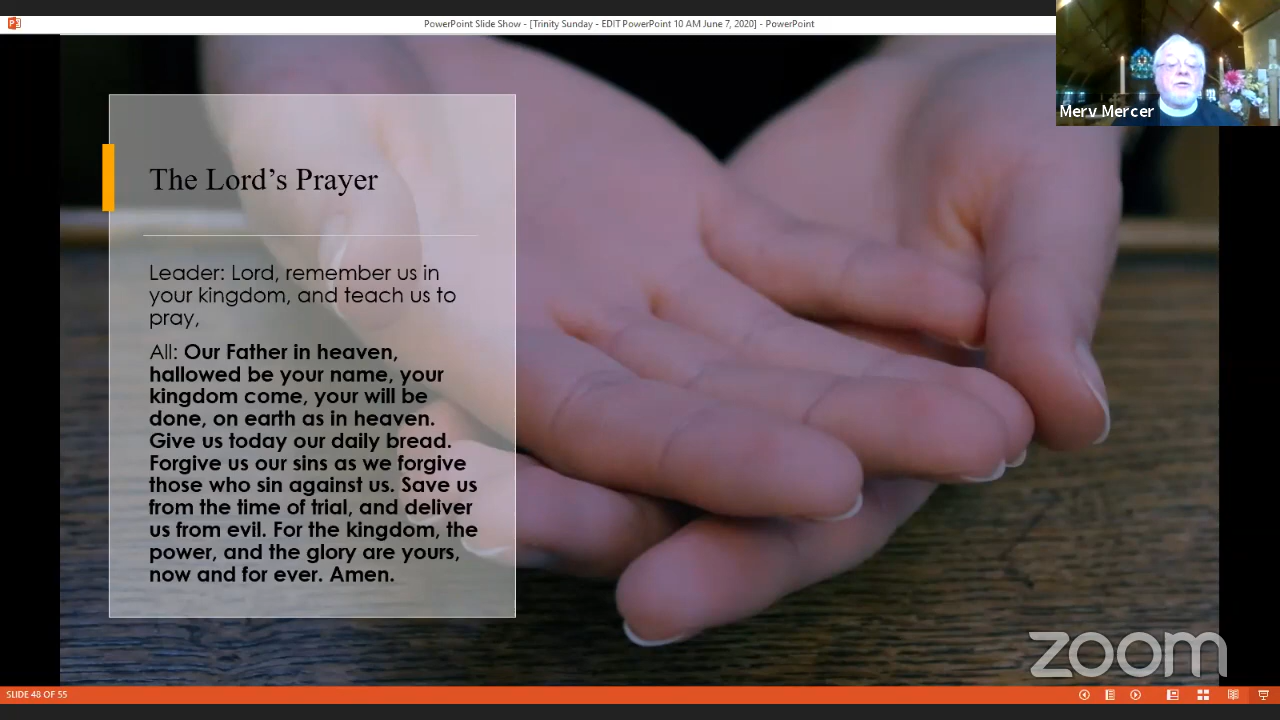 PowerPoint Slide Show - [Trinity Sunday - EDIT PowerPoint 10 AM June 7, 2020] - PowerPoint
Merv Mercer
The Lord’s Prayer
Leader: Lord, remember us in
your kingdom, and teach us to
pray,
All: Our Father in heaven,
hallowed be your name, your
kingdom come, your will be
done, on earth as in heaven.
Give us today our daily bread.
Forgive us our sins as we forgive
those who sin against us. Save us
from the time of trial, and deliver
us from evil. For the kingdom, the
power, and the glory are yours,
now and for ever. Amen.
zoom
SLIDE 48 OF 55